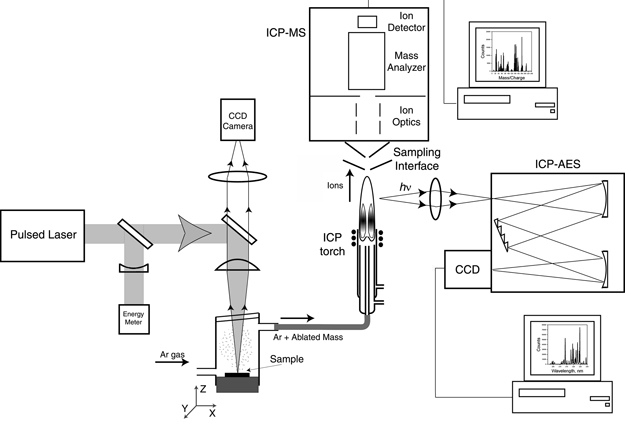 ICP-MS
Ion
Detector
Mass
Analyzer
Ion
Optics
Counts
Mass/Charge
CCD
Camera
Sampling
Interface
Ions
hν
ICP-AES
Pulsed Laser
ICP
torch
CCD
Energy
Meter
Ar + Ablated Mass
Ar gas
Sample
Z
Y
X
Counts
Wavelength, nm